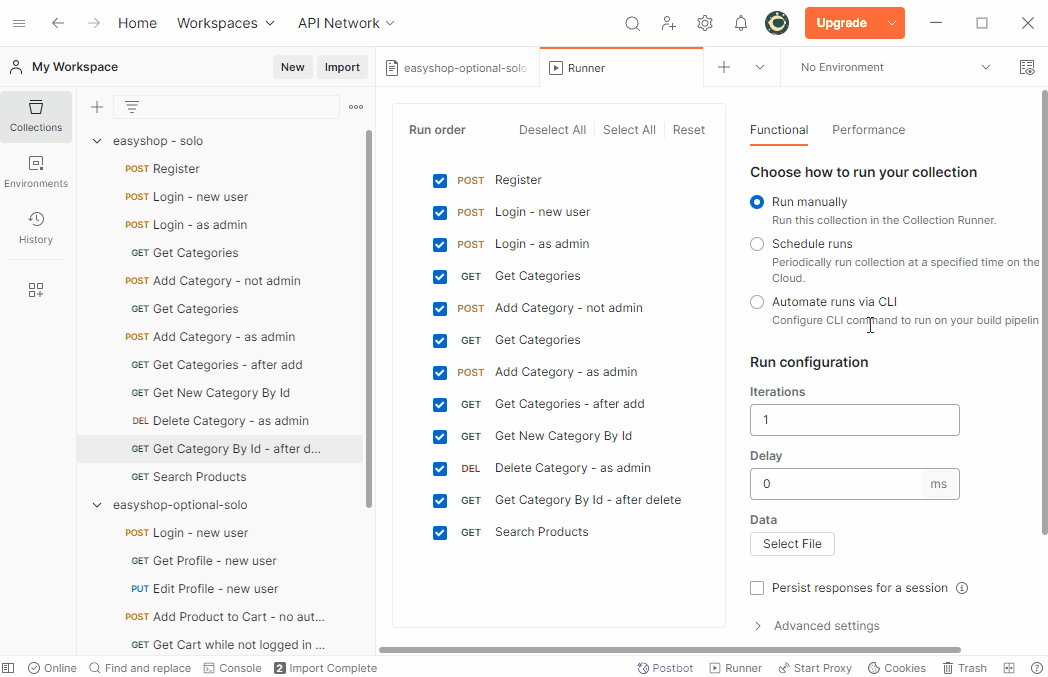 Home Workspaces API Network Upgrade
My Workspace New Import easyshop-optional-solo Runner No Environment
Collections
Environments
History
easyshop - solo
POST Register
POST Login - new user
POST Login - as admin
GET Get Categories
POST Add Category - not admin
GET Get Categories
POST Add Category - as admin
GET Get Categories - after add
GET Get New Category By Id
DEL Delete Category - as admin
GET Get Category By Id - after d...
GET Search Products
easyshop-optional-solo
POST Login - new user
GET Get Profile - new user
PUT Edit Profile - new user
POST Add Product to Cart - no aut...
GET Get Cart while not logged in ...
Run order Deselect All Select All Reset
POST Register
POST Login - new user
POST Login - as admin
GET Get Categories
POST Add Category - not admin
GET Get Categories
POST Add Category - as admin
GET Get Categories - after add
GET Get New Category By Id
DEL Delete Category - as admin
GET Get Category By Id - after delete
GET Search Products
Functional Performance
Choose how to run your collection
Run manually
Run this collection in the Collection Runner.
Schedule runs
Periodically run collection at a specified time on the
Cloud.
Automate runs via CLI
Configure CLI command to run on your build pipelin
Run configuration
Iterations
1
Delay
0 ms
Data
Select File
Persist responses for a session
Advanced settings
Online Find and replace Console 2 Import Complete Postbot Runner Start Proxy Cookies Trash